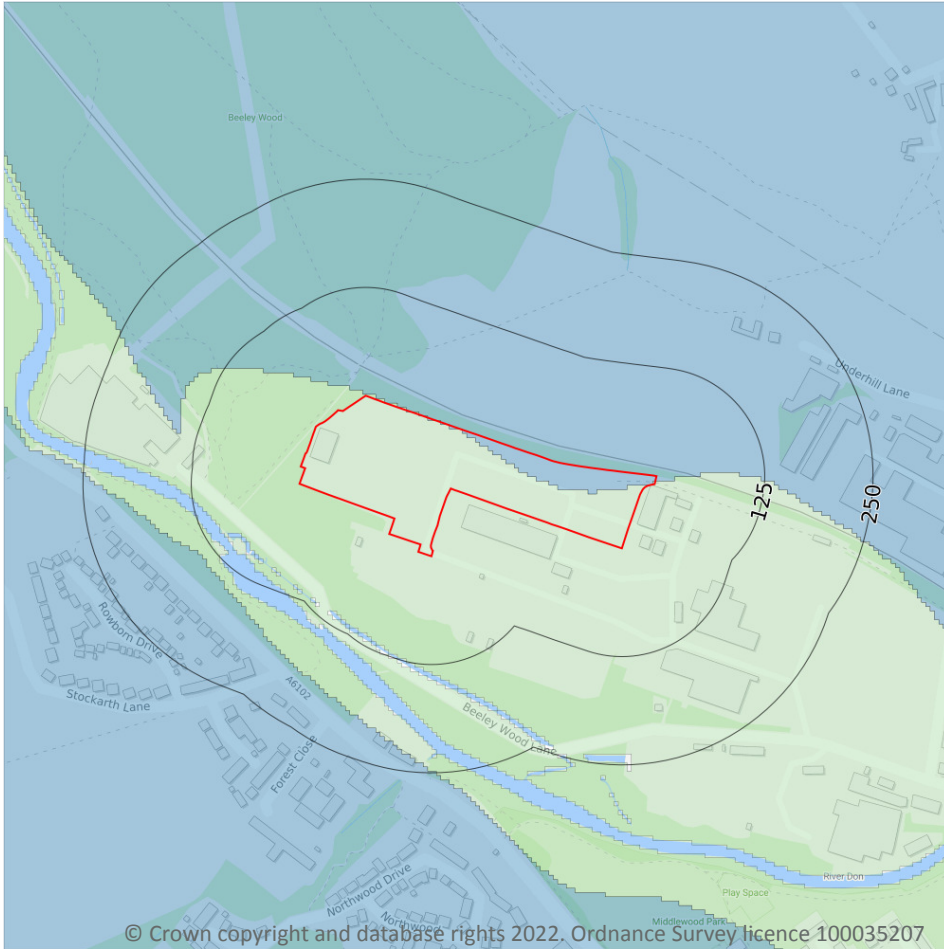 Beeley Wood
Underhill Lane
125
250
Rowborn Drive
Stockarth Lane
A6102
Forest Close
Beeley Wood Lane
River Don
Play Space
Northwood Drive
Northwood
Middlewood Park
© Crown copyright and database rights 2022. Ordnance Survey licence 100035207